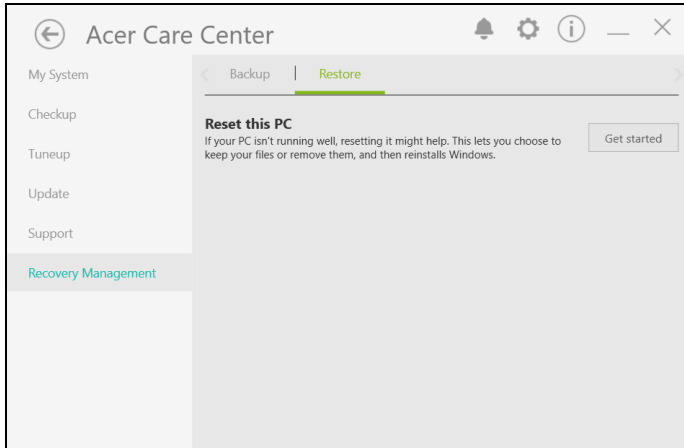 Acer Care Center
My System
Checkup
Tuneup
Update
Support
Recovery Management
Backup
Restore
Reset this PC
If your PC isn't running well, resetting it might help. This lets you choose to
keep your files or remove them, and then reinstalls Windows.
Get started